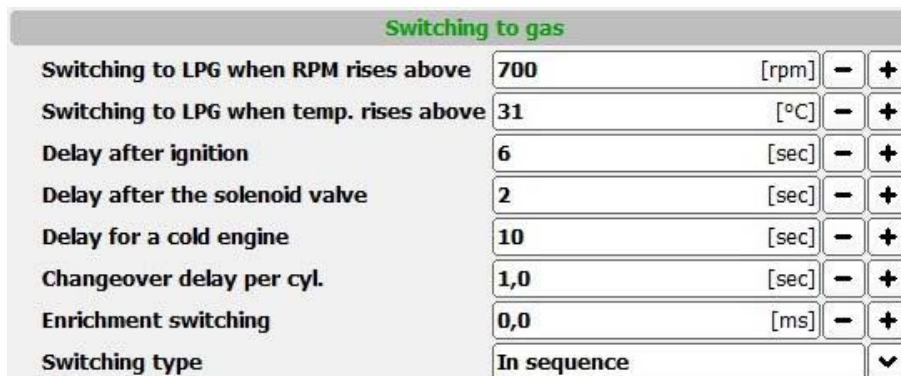 Switching to gas
Switching to LPG when RPM rises above 700 [rpm] − +
Switching to LPG when temp. rises above 31 [ºC] − +
Delay after ignition 6 [sec] − +
Delay after the solenoid valve 2 [sec] − +
Delay for a cold engine 10 [sec] − +
Changeover delay per cyl. 1,0 [sec] − +
Enrichment switching 0,0 [ms] − +
Switching type In sequence